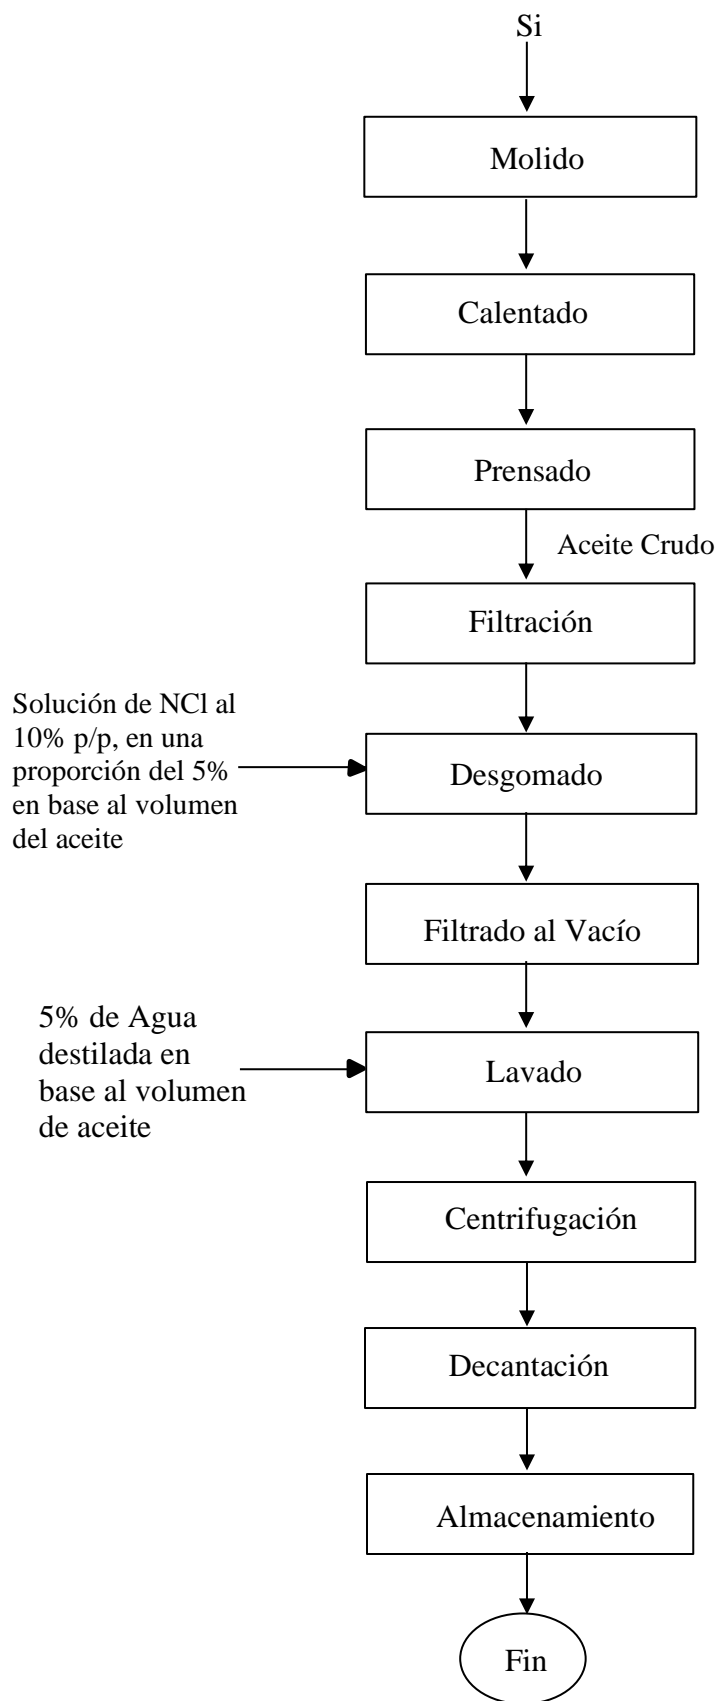 Si
Molido
Calentado
Prensado
Aceite Crudo
Filtración
Solución de NCl al
10% p/p, en una
proporción del 5%
en base al volumen
del aceite
Desgomado
Filtrado al Vacío
5% de Agua
destilada en
base al volumen
de aceite
Lavado
Centrifugación
Decantación
Almacenamiento
Fin